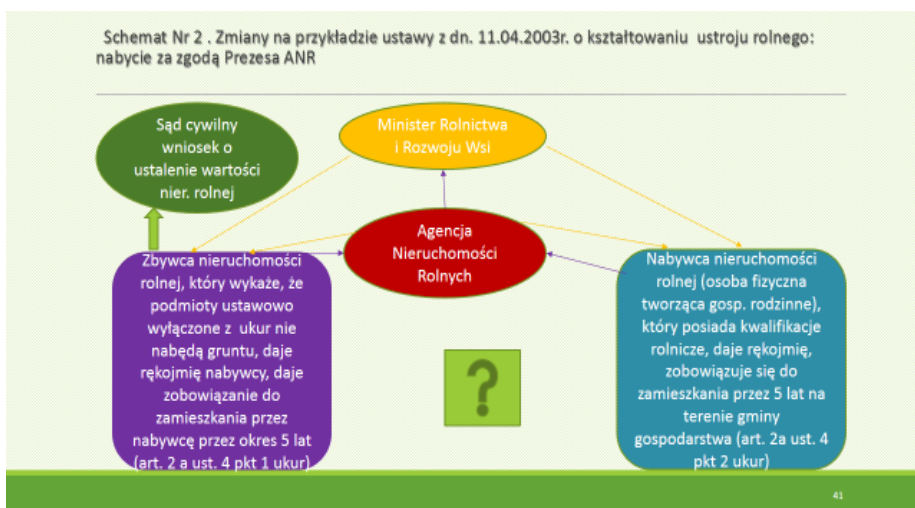 Schemat Nr 2 . Zmiany na przykładzie ustawy z dn. 11.04.2003r. o kształtowaniu ustroju rolnego:
nabycie za zgodą Prezesa ANR
Sąd cywilny
wniosek o
ustalenie wartości
nier. rolnej
Minister Rolnictwa
i Rozwoju Wsi
Agencja
Nieruchomości
Rolnych
Zbywca nieruchomości
rolnej, który wykaże, że
podmioty ustawowo
wyłączone z ukur nie
nabędą gruntu, daje
rękojmię nabywcy, daje
zobowiązanie do
zamieszkania przez
nabywcę przez okres 5 lat
(art. 2 a ust. 4 pkt 1 ukur)
?
Nabywca nieruchomości
rolnej (osoba fizyczna
tworząca gosp. rodzinne),
który posiada kwalifikacje
rolnicze, daje rękojmię,
zobowiązuje się do
zamieszkania przez 5 lat na
terenie gminy
gospodarstwa (art. 2a ust. 4
pkt 2 ukur)
41